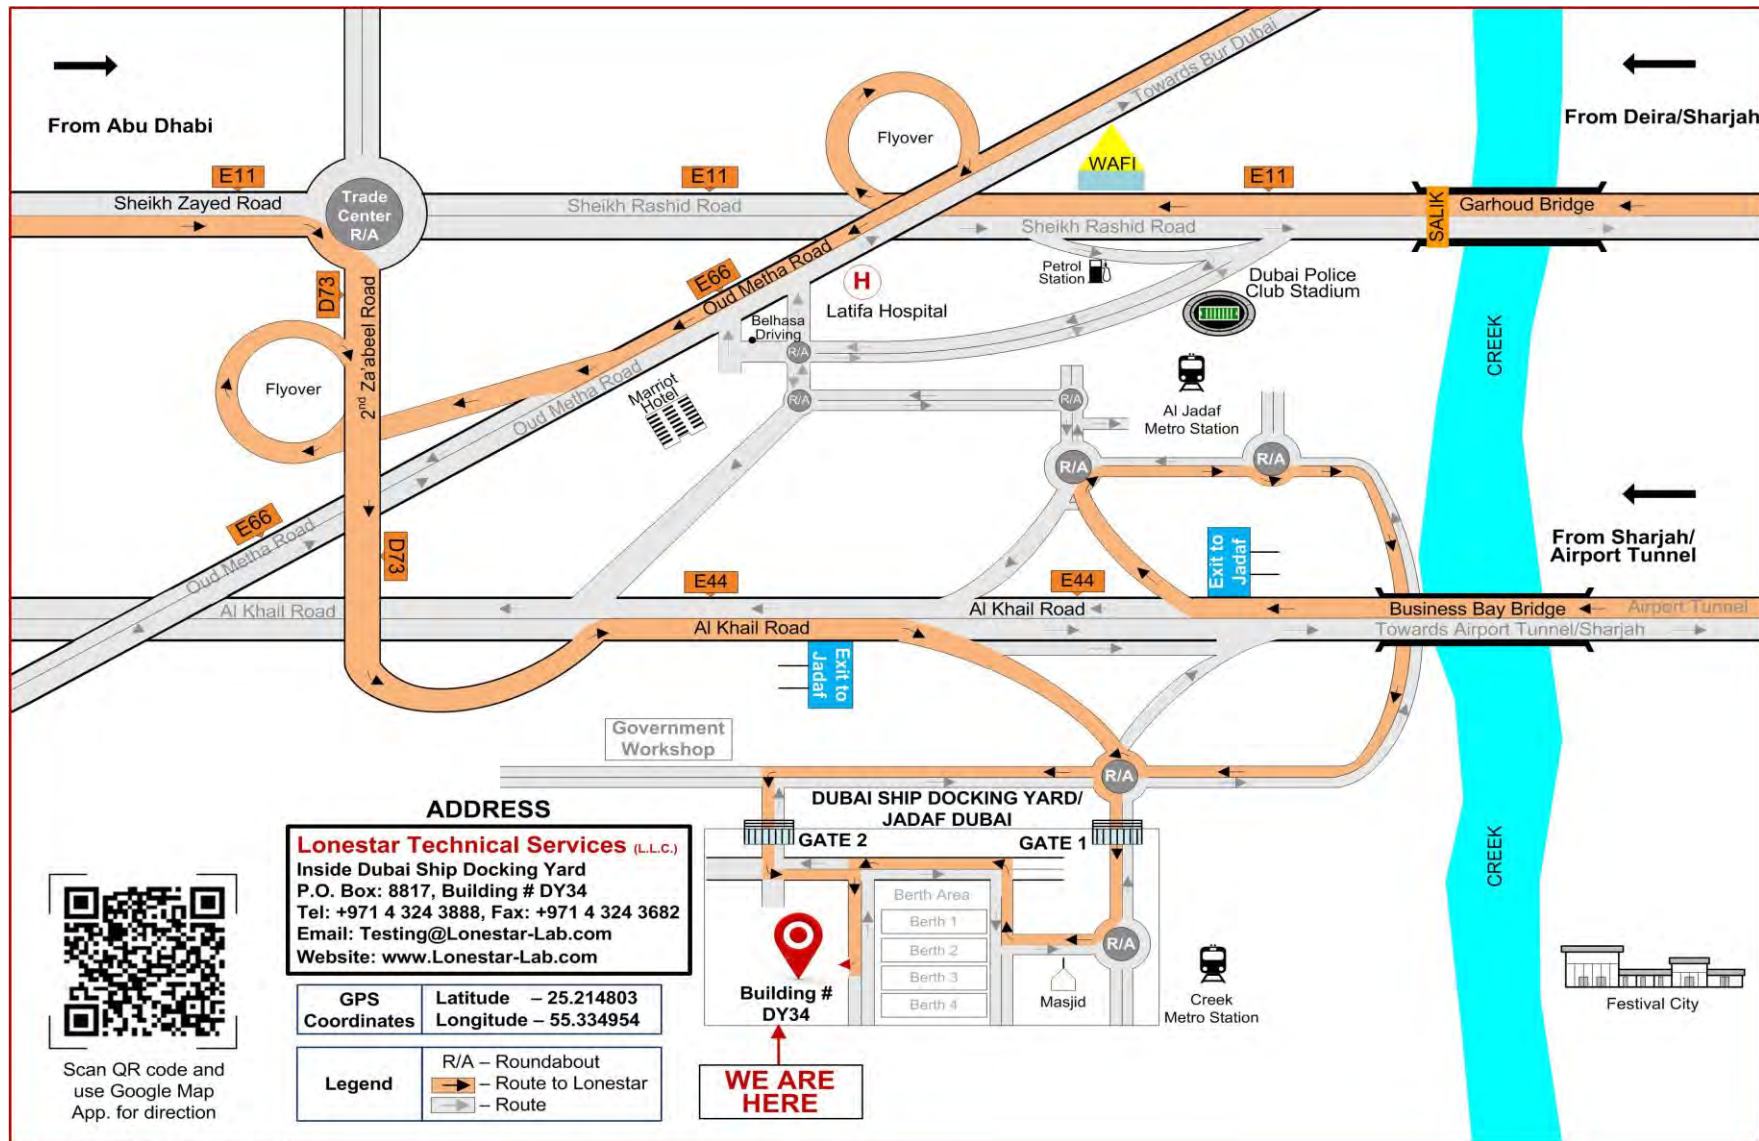 From Abu Dhabi
From Deira/Sharjah
Towards Bur Dubai
Flyover
WAFI
E11
E11
E11
Sheikh Zayed Road
Trade
Center
R/A
Sheikh Rashid Road
Sheikh Rashid Road
SALIK
Garhoud Bridge
D73
2nd Za'abeel Road
E66
Oud Metha Road
H
Latifa Hospital
Petrol
Station
Dubai Police
Club Stadium
Belhasa
Driving
R/A
CREEK
Flyover
Oud Metha Road
Marriot
Hotel
R/A
R/A
Al Jadaf
Metro Station
R/A
R/A
E66
Oud Metha Road
D73
From Sharjah/
Airport Tunnel
Exit to
Jadaf
E44
E44
Al Khail Road
Al Khail Road
Al Khail Road
Business Bay Bridge
Airport Tunnel
Towards Airport Tunnel/Sharjah
Exit to
Jadaf
Government
Workshop
R/A
DUBAI SHIP DOCKING YARD/
JADAF DUBAI
GATE 2
GATE 1
CREEK
Berth Area
Berth 1
Berth 2
Berth 3
Berth 4
R/A
Masjid
Creek
Metro Station
Festival City
Building #
DY34
WE ARE
HERE
ADDRESS
Lonestar Technical Services (L.L.C.)
Inside Dubai Ship Docking Yard
P.O. Box: 8817, Building # DY34
Tel: +971 4 324 3888, Fax: +971 4 324 3682
Email: Testing@Lonestar-Lab.com
Website: www.Lonestar-Lab.com
GPS
Coordinates
Latitude – 25.214803
Longitude – 55.334954
Legend
R/A – Roundabout
– Route to Lonestar
– Route
Scan QR code and
use Google Map
App. for direction